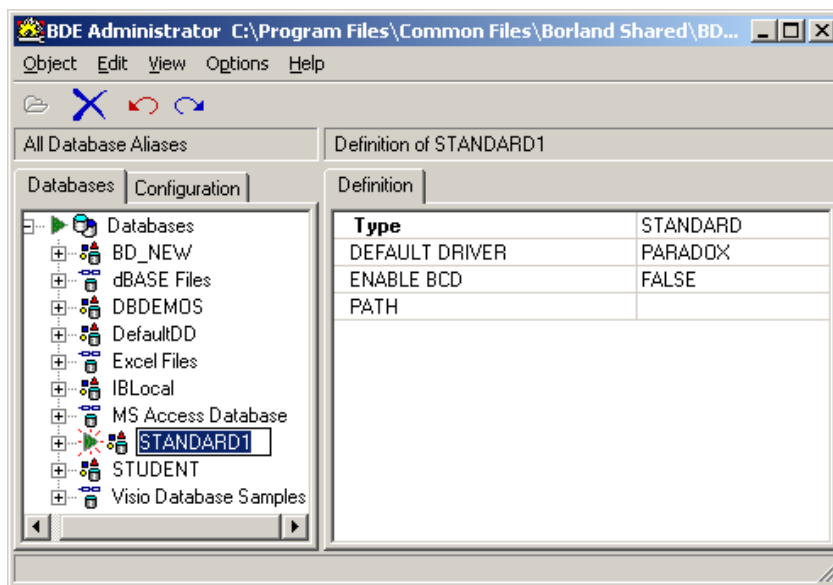 BDE Administrator C:\Program Files\Common Files\Borland Shared\BD...
Object Edit View Options Help
All Database Aliases
Definition of STANDARD1
Databases Configuration
Definition
Databases
BD_NEW
dBASE Files
DBDEMOS
DefaultDD
Excel Files
IBLocal
MS Access Database
STANDARD1
STUDENT
Visio Database Samples
Type STANDARD
DEFAULT DRIVER PARADOX
ENABLE BCD FALSE
PATH